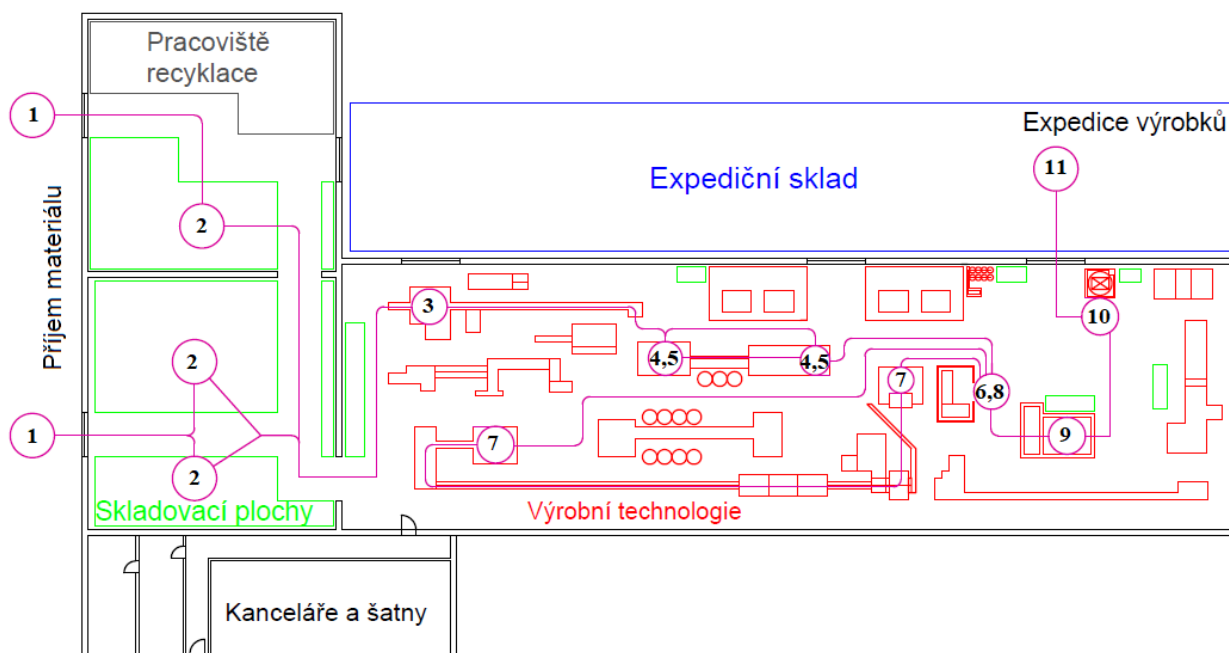 Pracoviště
recyklace
1
Expedice výrobků
Expediční sklad
11
2
Příjem materiálu
3
10
4,5
4,5
2
7
6,8
1
7
9
2
Skladovací plochy
Výrobní technologie
Kanceláře a šatny